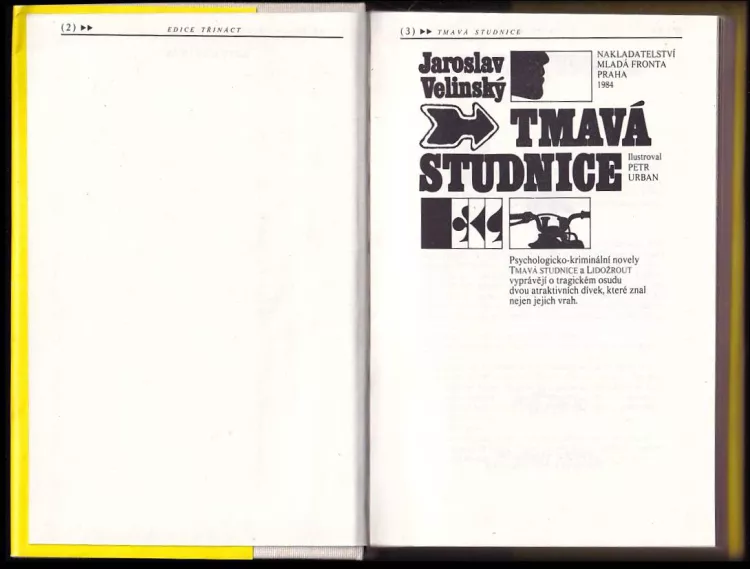 (2) ►► EDICE TŘINÁCT
(3) ►► TMAVÁ STUDNICE
Jaroslav
Velinský
NAKLADATELSTVÍ
MLADÁ FRONTA
PRAHA
1984
TMAVÁ
STUDNICE
Ilustroval
PETR
URBAN
Psychologicko-kriminální novely
TMAVÁ STUDNICE a LIDOŽROUT
vyprávějí o tragickém osudu
dvou atraktivních dívek, které znal
nejen jejich vrah.